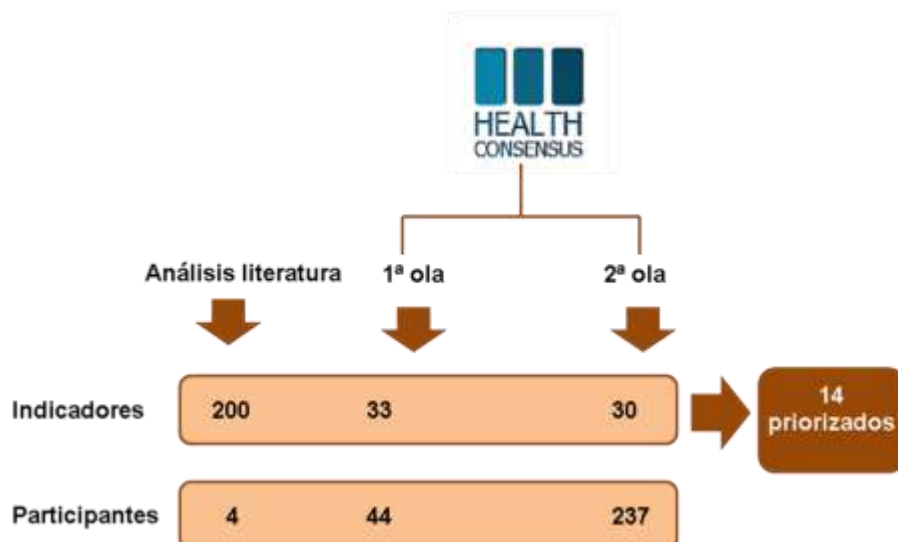 HEALTH
CONSENSUS
Análisis literatura 1ª ola 2ª ola
Indicadores 200 33 30
14
priorizados
Participantes 4 44 237